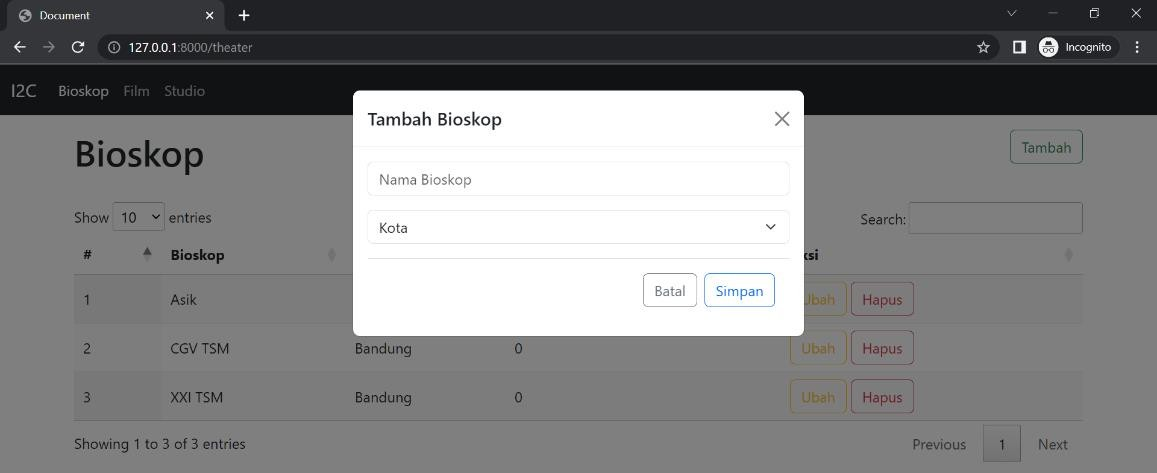 Document
127.0.0.1:8000/theater
Incognito
I2C Bioskop Film Studio
Tambah Bioskop
Bioskop
Tambah
Nama Bioskop
Show 10 entries
Search:
Kota
# Bioskop
Batal Simpan
1 Asik Ubah Hapus
2 CGV TSM Bandung 0 Ubah Hapus
3 XXI TSM Bandung 0 Ubah Hapus
Showing 1 to 3 of 3 entries
Previous 1 Next